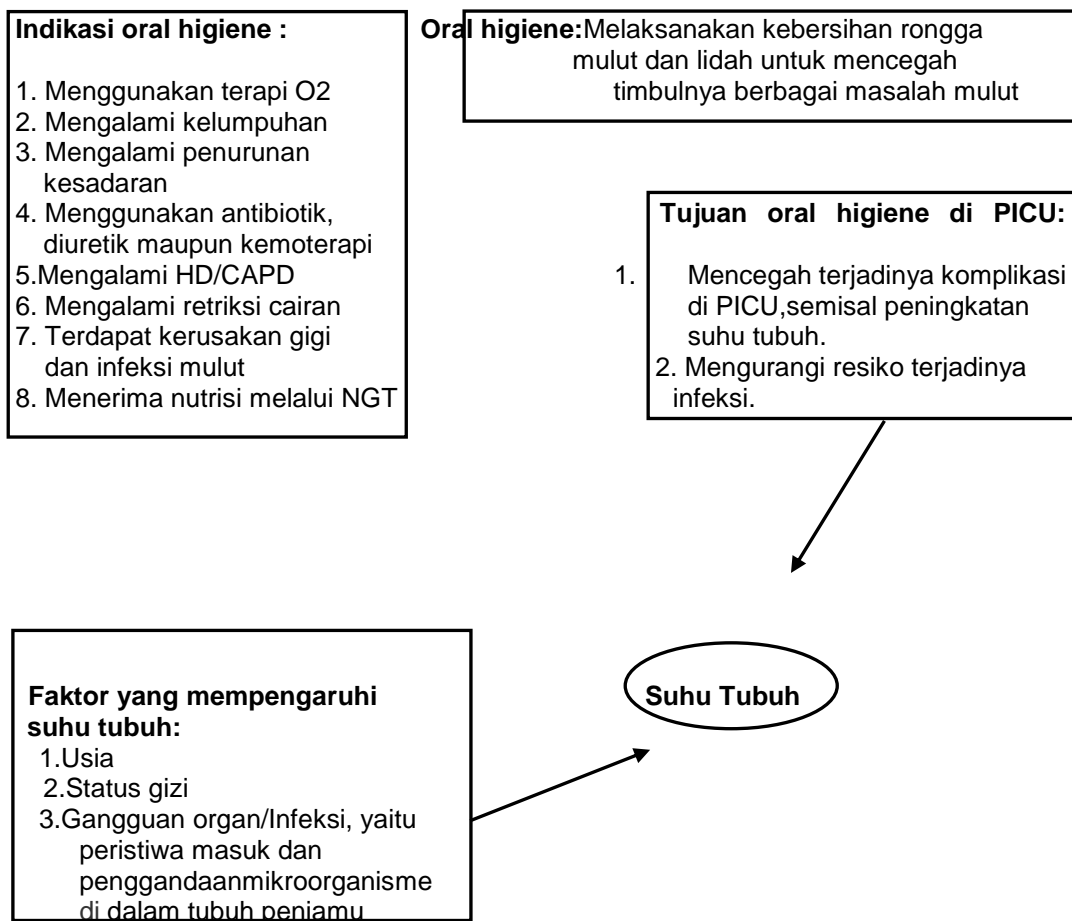 Indikasi oral higiene :
1. Menggunakan terapi O2
2. Mengalami kelumpuhan
3. Mengalami penurunan
kesadaran
4. Menggunakan antibiotik,
diuretik maupun kemoterapi
5.Mengalami HD/CAPD
6. Mengalami retriksi cairan
7. Terdapat kerusakan gigi
dan infeksi mulut
8. Menerima nutrisi melalui NGT
Oral higiene:Melaksanakan kebersihan rongga
mulut dan lidah untuk mencegah
timbulnya berbagai masalah mulut
Tujuan oral higiene di PICU:
1. Mencegah terjadinya komplikasi
di PICU,semisal peningkatan
suhu tubuh.
2. Mengurangi resiko terjadinya
infeksi.
Faktor yang mempengaruhi
suhu tubuh:
1.Usia
2.Status gizi
3.Gangguan organ/Infeksi, yaitu
peristiwa masuk dan
penggandaanmikroorganisme
di dalam tubuh penjamu
Suhu Tubuh